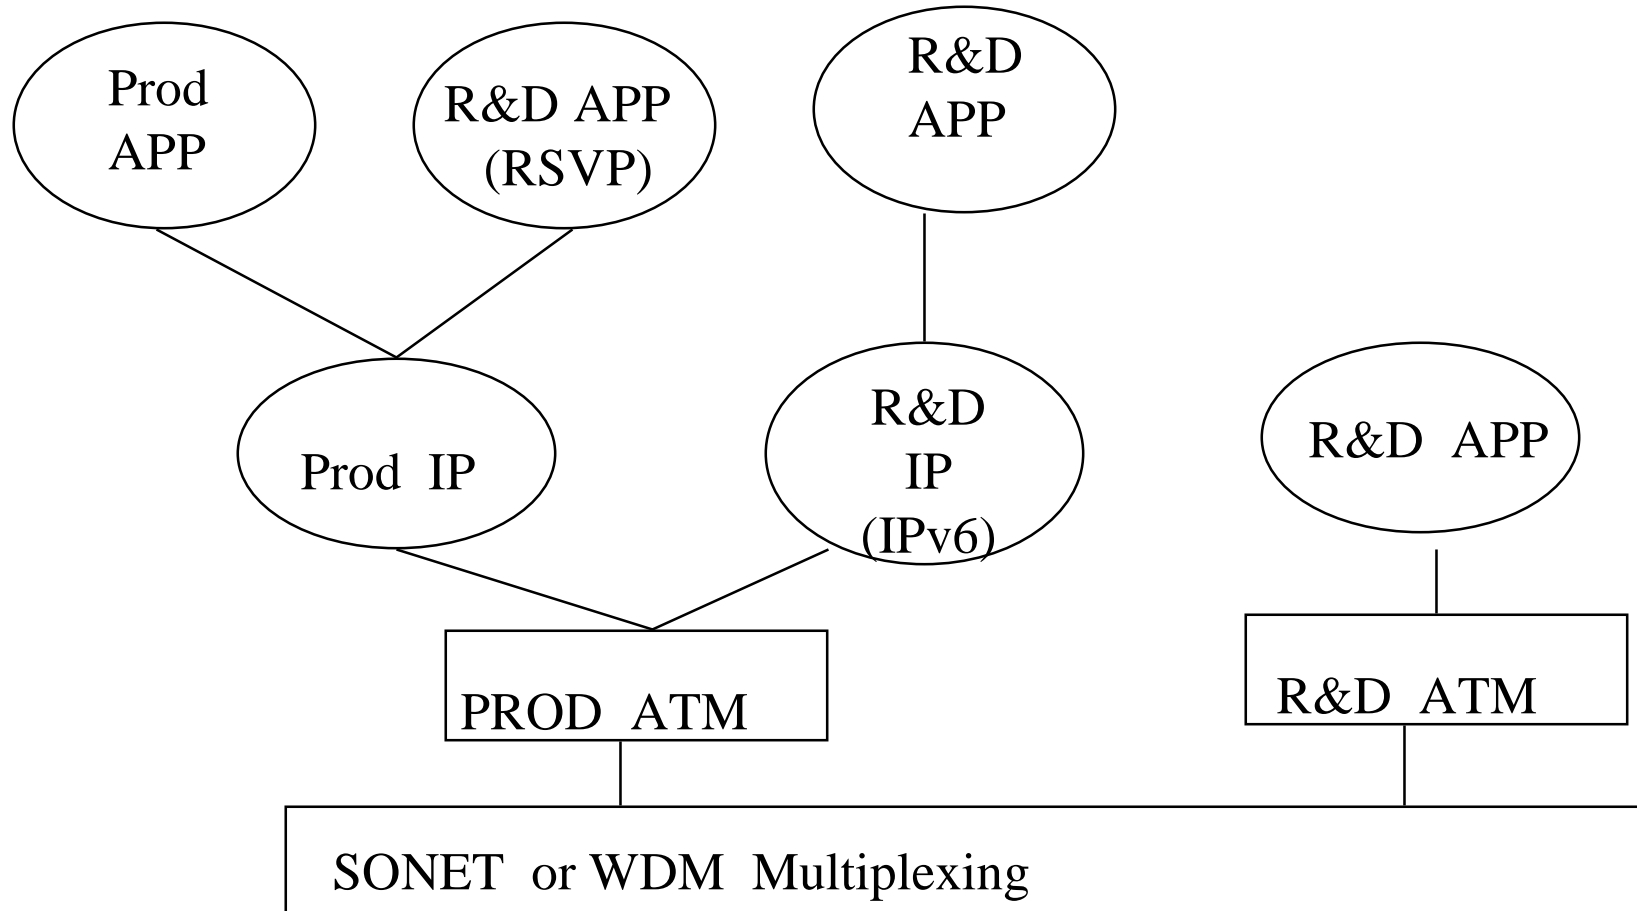 Prod
APP
R&D APP
(RSVP)
R&D
APP
Prod IP
R&D
IP
(IPv6)
R&D APP
PROD ATM
R&D ATM
SONET or WDM Multiplexing